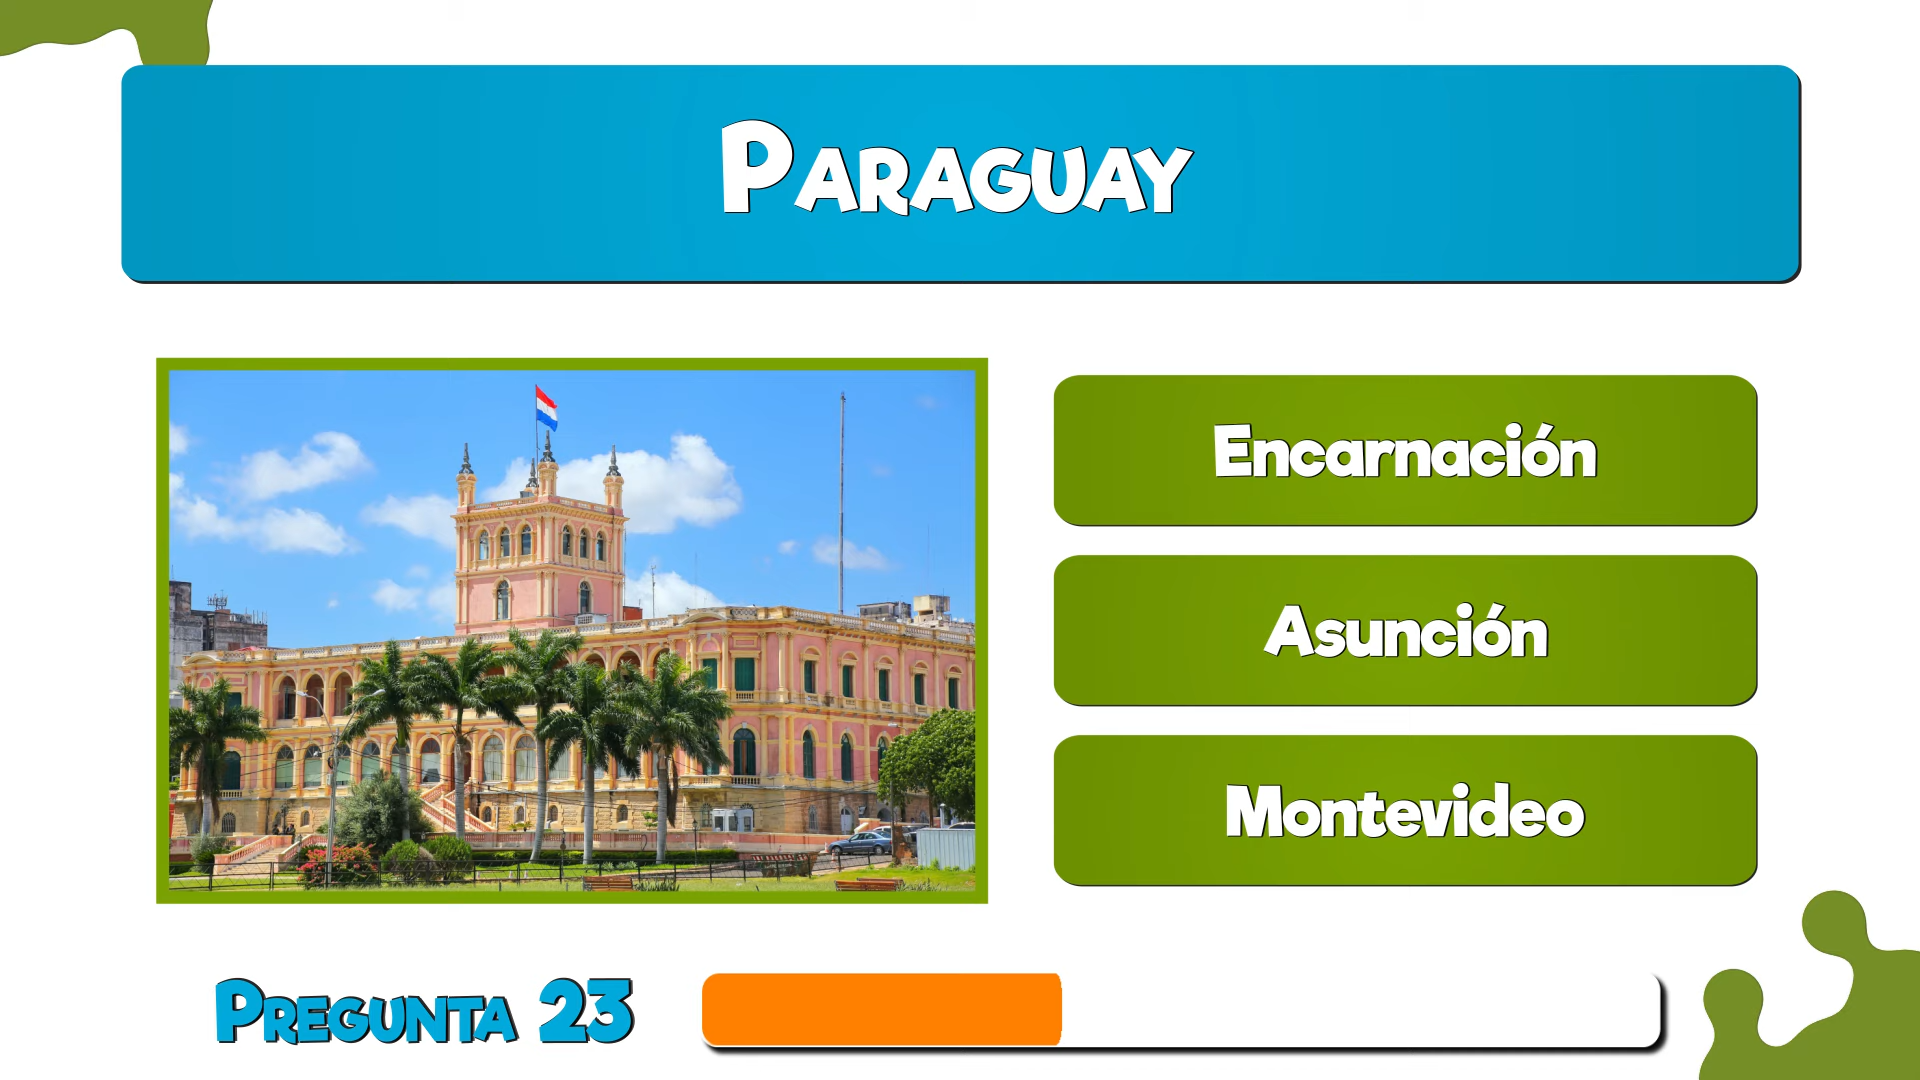 Paraguay
Encarnación
Asunción
Montevideo
Pregunta 23